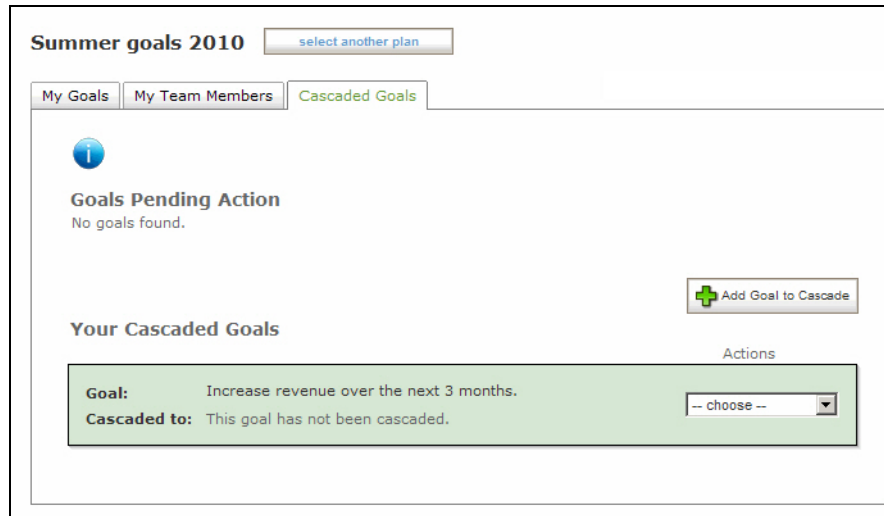 Summer goals 2010 select another plan
My Goals My Team Members Cascaded Goals
i
Goals Pending Action
No goals found.
Add Goal to Cascade
Your Cascaded Goals
Actions
Goal: Increase revenue over the next 3 months.
-- choose --
Cascaded to: This goal has not been cascaded.